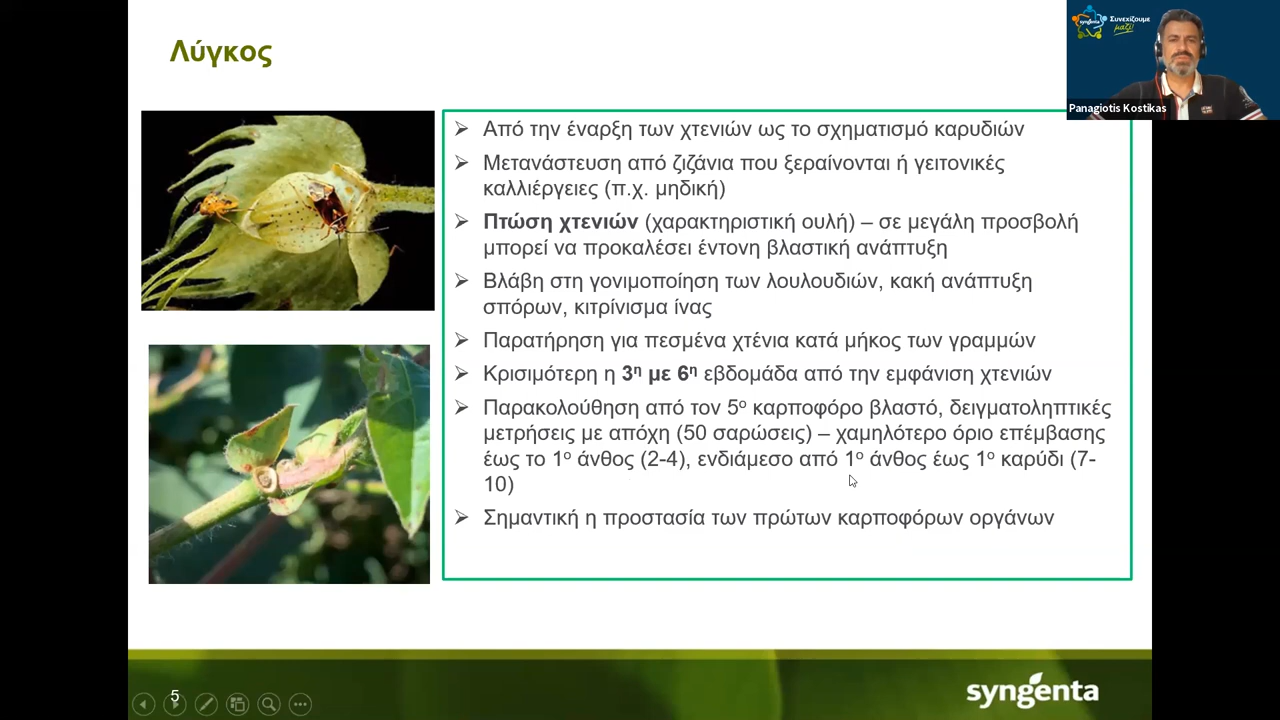 Λύγκος
syngenta
Συνεχίζουμε
μαζί!
Panagiotis Kostikas
➢ Από την έναρξη των χτενιών ως το σχηματισμό καρυδιών
➢ Μετανάστευση από ζιζάνια που ξεραίνονται ή γειτονικές
καλλιέργειες (π.χ. μηδική)
➢ Πτώση χτενιών (χαρακτηριστική ουλή) – σε μεγάλη προσβολή
μπορεί να προκαλέσει έντονη βλαστική ανάπτυξη
➢ Βλάβη στη γονιμοποίηση των λουλουδιών, κακή ανάπτυξη
σπόρων, κιτρίνισμα ίνας
➢ Παρατήρηση για πεσμένα χτένια κατά μήκος των γραμμών
➢ Κρισιμότερη η 3η με 6η εβδομάδα από την εμφάνιση χτενιών
➢ Παρακολούθηση από τον 5ο καρποφόρο βλαστό, δειγματοληπτικές
μετρήσεις με απόχη (50 σαρώσεις) – χαμηλότερο όριο επέμβασης
έως το 1ο άνθος (2-4), ενδιάμεσο από 1ο άνθος έως 1ο καρύδι (7-
10)
➢ Σημαντική η προστασία των πρώτων καρποφόρων οργάνων
5
syngenta